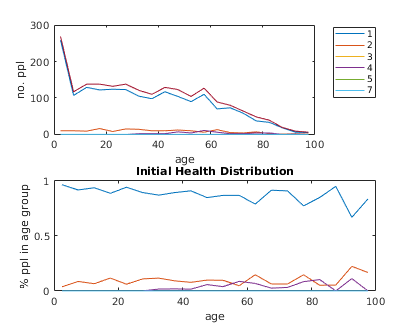 300
200
100
0
no. ppl
0 20 40 60 80 100
age
1
2
3
4
5
7
Initial Health Distribution
1
0.5
0
% ppl in age group
0 20 40 60 80 100
age